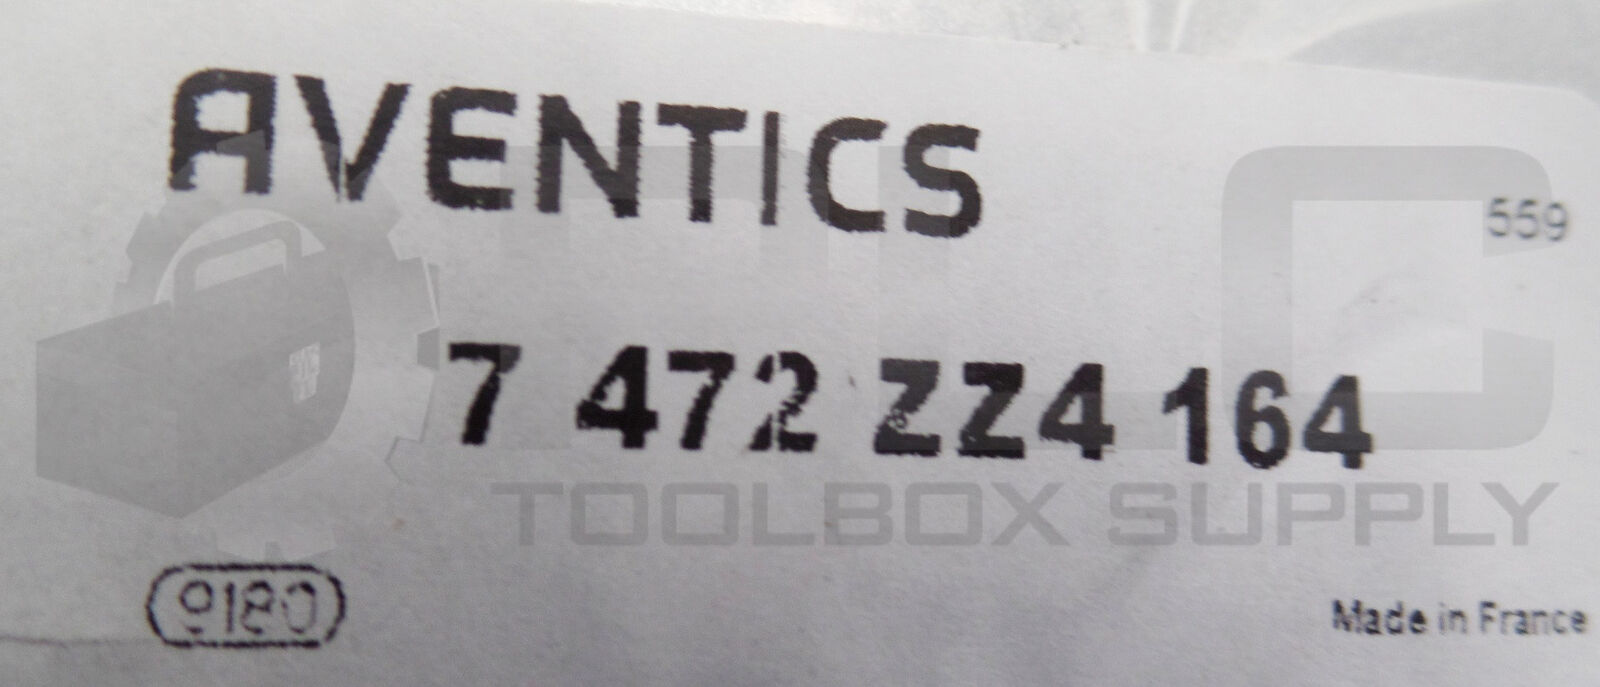 AVENTICS
559
7 472 ZZ4 164
TOOLBOX SUPPLY
9180
Made in France